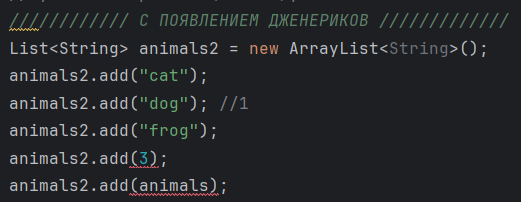 //////////// С ПОЯВЛЕНИЕМ ДЖЕНЕРИКОВ /////////////
List<String> animals2 = new ArrayList<String>();
animals2.add("cat");
animals2.add("dog"); //1
animals2.add("frog");
animals2.add(3);
animals2.add(animals);